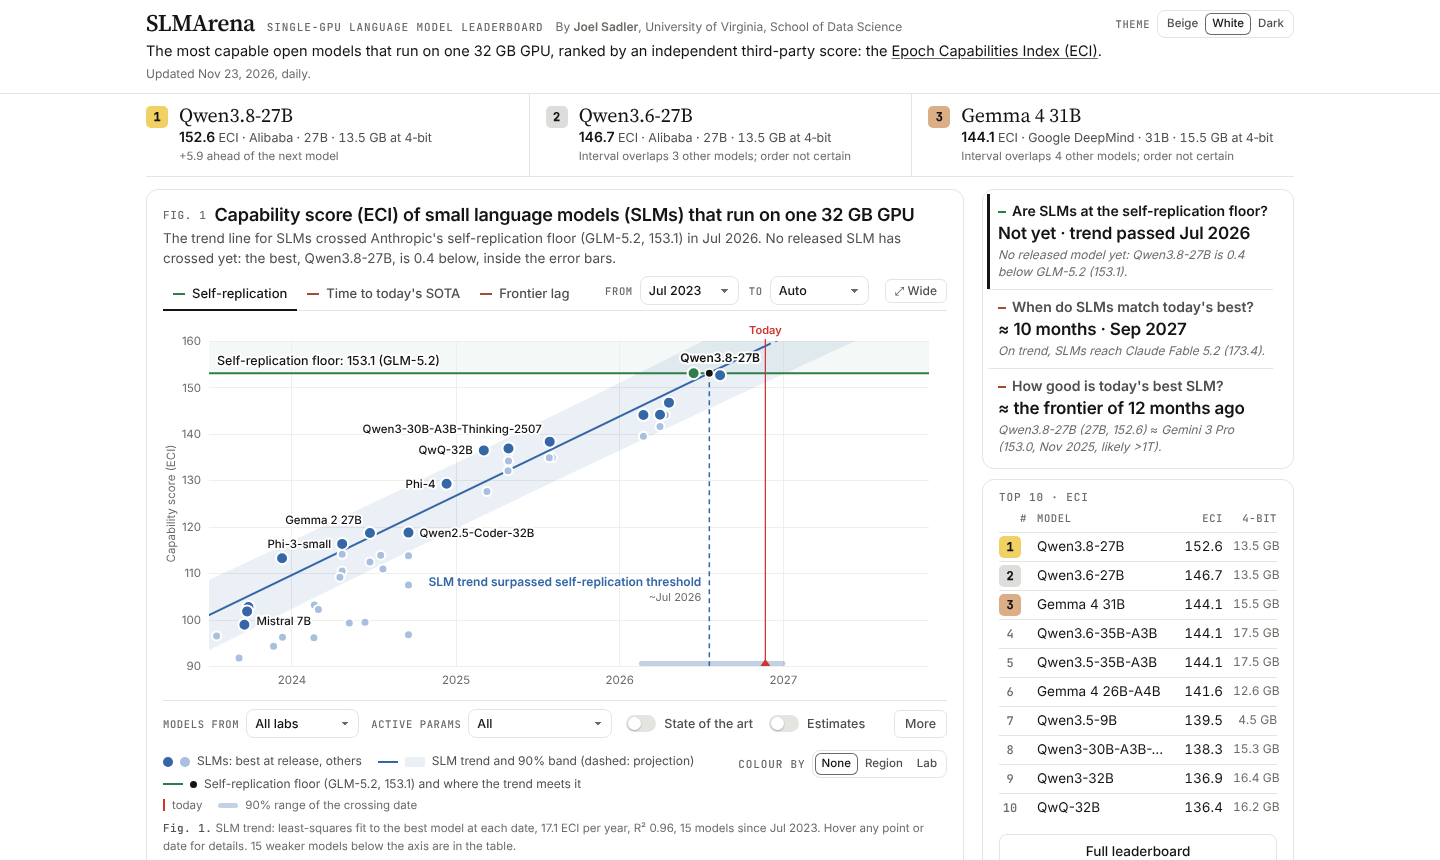 SLMArena SINGLE-GPU LANGUAGE MODEL LEADERBOARD By Joel Sadler, University of Virginia, School of Data Science
THEME Beige White Dark
The most capable open models that run on one 32 GB GPU, ranked by an independent third-party score: the Epoch Capabilities Index (ECI).
Updated Nov 23, 2026, daily.
1 Qwen3.8-27B
152.6 ECI · Alibaba · 27B · 13.5 GB at 4-bit
+5.9 ahead of the next model
2 Qwen3.6-27B
146.7 ECI · Alibaba · 27B · 13.5 GB at 4-bit
Interval overlaps 3 other models; order not certain
3 Gemma 4 31B
144.1 ECI · Google DeepMind · 31B · 15.5 GB at 4-bit
Interval overlaps 4 other models; order not certain
FIG. 1 Capability score (ECI) of small language models (SLMs) that run on one 32 GB GPU
The trend line for SLMs crossed Anthropic's self-replication floor (GLM-5.2, 153.1) in Jul 2026. No released SLM has
crossed yet: the best, Qwen3.8-27B, is 0.4 below, inside the error bars.
Self-replication Time to today's SOTA Frontier lag FROM Jul 2023 TO Auto Wide
Today
160
Self-replication floor: 153.1 (GLM-5.2)
Qwen3.8-27B
150
140
Qwen3-30B-A3B-Thinking-2507
QwQ-32B
130
Phi-4
120
Gemma 2 27B
Qwen2.5-Coder-32B
Phi-3-small
110
SLM trend surpassed self-replication threshold
~Jul 2026
100
Mistral 7B
90
Capability score (ECI)
2024 2025 2026 2027
MODELS FROM All labs ACTIVE PARAMS All State of the art Estimates More
SLMs: best at release, others SLM trend and 90% band (dashed: projection)
COLOUR BY None Region Lab
Self-replication floor (GLM-5.2, 153.1) and where the trend meets it
today 90% range of the crossing date
Fig. 1. SLM trend: least-squares fit to the best model at each date, 17.1 ECI per year, R² 0.96, 15 models since Jul 2023. Hover any point or
date for details. 15 weaker models below the axis are in the table.
Are SLMs at the self-replication floor?
Not yet · trend passed Jul 2026
No released model yet: Qwen3.8-27B is 0.4
below GLM-5.2 (153.1).
When do SLMs match today's best?
≈ 10 months · Sep 2027
On trend, SLMs reach Claude Fable 5.2 (173.4).
How good is today's best SLM?
≈ the frontier of 12 months ago
Qwen3.8-27B (27B, 152.6) ≈ Gemini 3 Pro
(153.0, Nov 2025, likely >1T).
TOP 10 · ECI
# MODEL ECI 4-BIT
1 Qwen3.8-27B 152.6 13.5 GB
2 Qwen3.6-27B 146.7 13.5 GB
3 Gemma 4 31B 144.1 15.5 GB
4 Qwen3.6-35B-A3B 144.1 17.5 GB
5 Qwen3.5-35B-A3B 144.1 17.5 GB
6 Gemma 4 26B-A4B 141.6 12.6 GB
7 Qwen3.5-9B 139.5 4.5 GB
8 Qwen3-30B-A3B-... 138.3 15.3 GB
9 Qwen3-32B 136.9 16.4 GB
10 QwQ-32B 136.4 16.2 GB
Full leaderboard